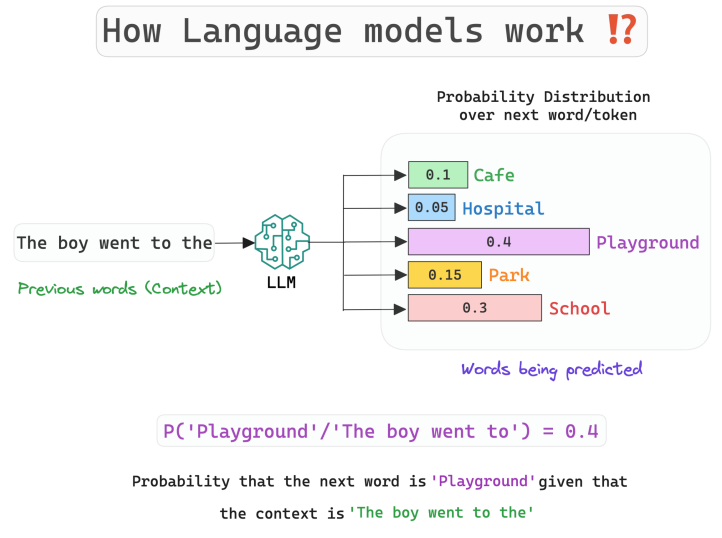 How Language models work ⁉️
Probability Distribution
over next word/token
0.1 Cafe
0.05 Hospital
The boy went to the
0.4 Playground
0.15 Park
LLM
Previous words (Context)
0.3 School
Words being predicted
P('Playground'/'The boy went to') = 0.4
Probability that the next word is 'Playground' given that
the context is 'The boy went to the'